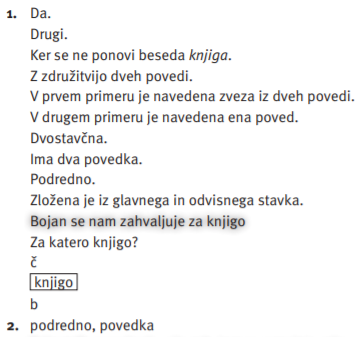 1. Da.
Drugi.
Ker se ne ponovi beseda knjiga.
Z združitvijo dveh povedi.
V prvem primeru je navedena zveza iz dveh povedi.
V drugem primeru je navedena ena poved.
Dvostavčna.
Ima dva povedka.
Podredno.
Zložena je iz glavnega in odvisnega stavka.
Bojan se nam zahvaljuje za knjigo
Za katero knjigo?
č
knjigo
b
2. podredno, povedka